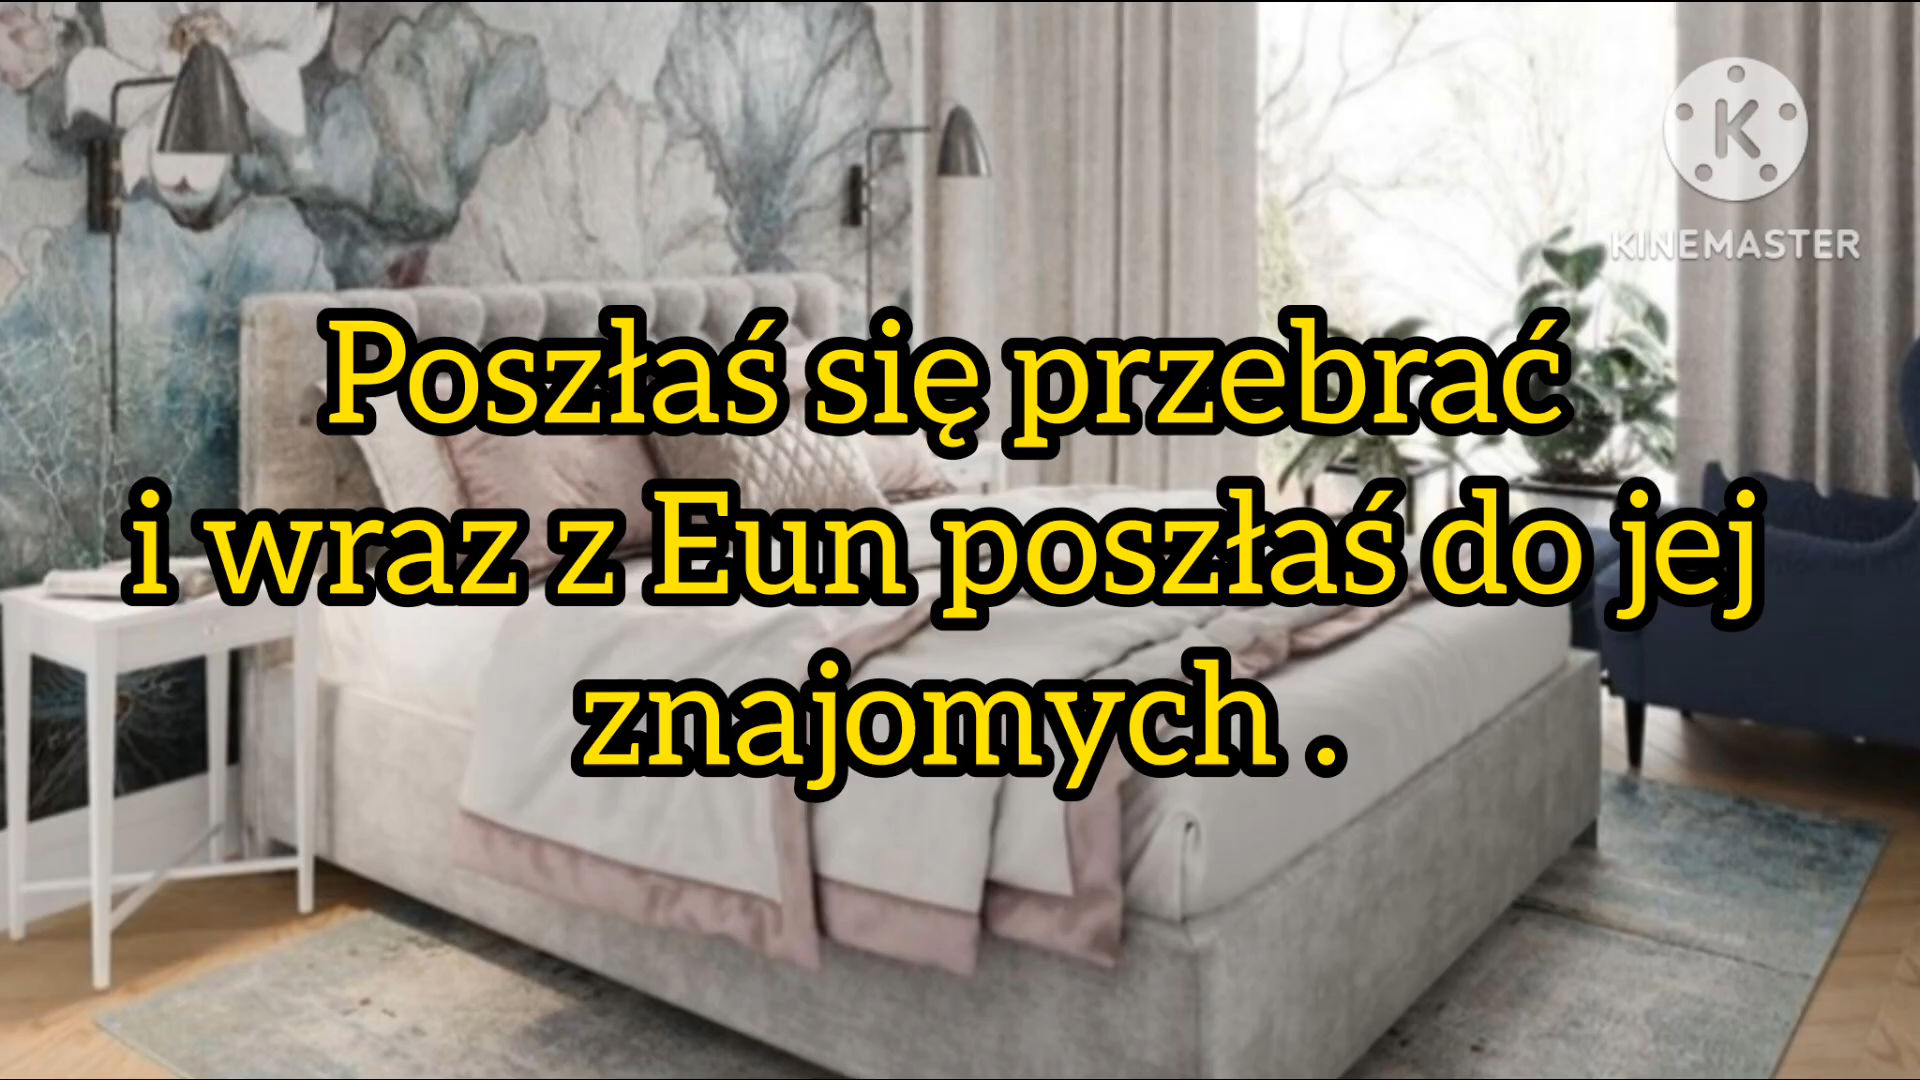 K
KINEMASTER
Poszłaś się przebrać
i wraz z Eun poszłaś do jej
znajomych .